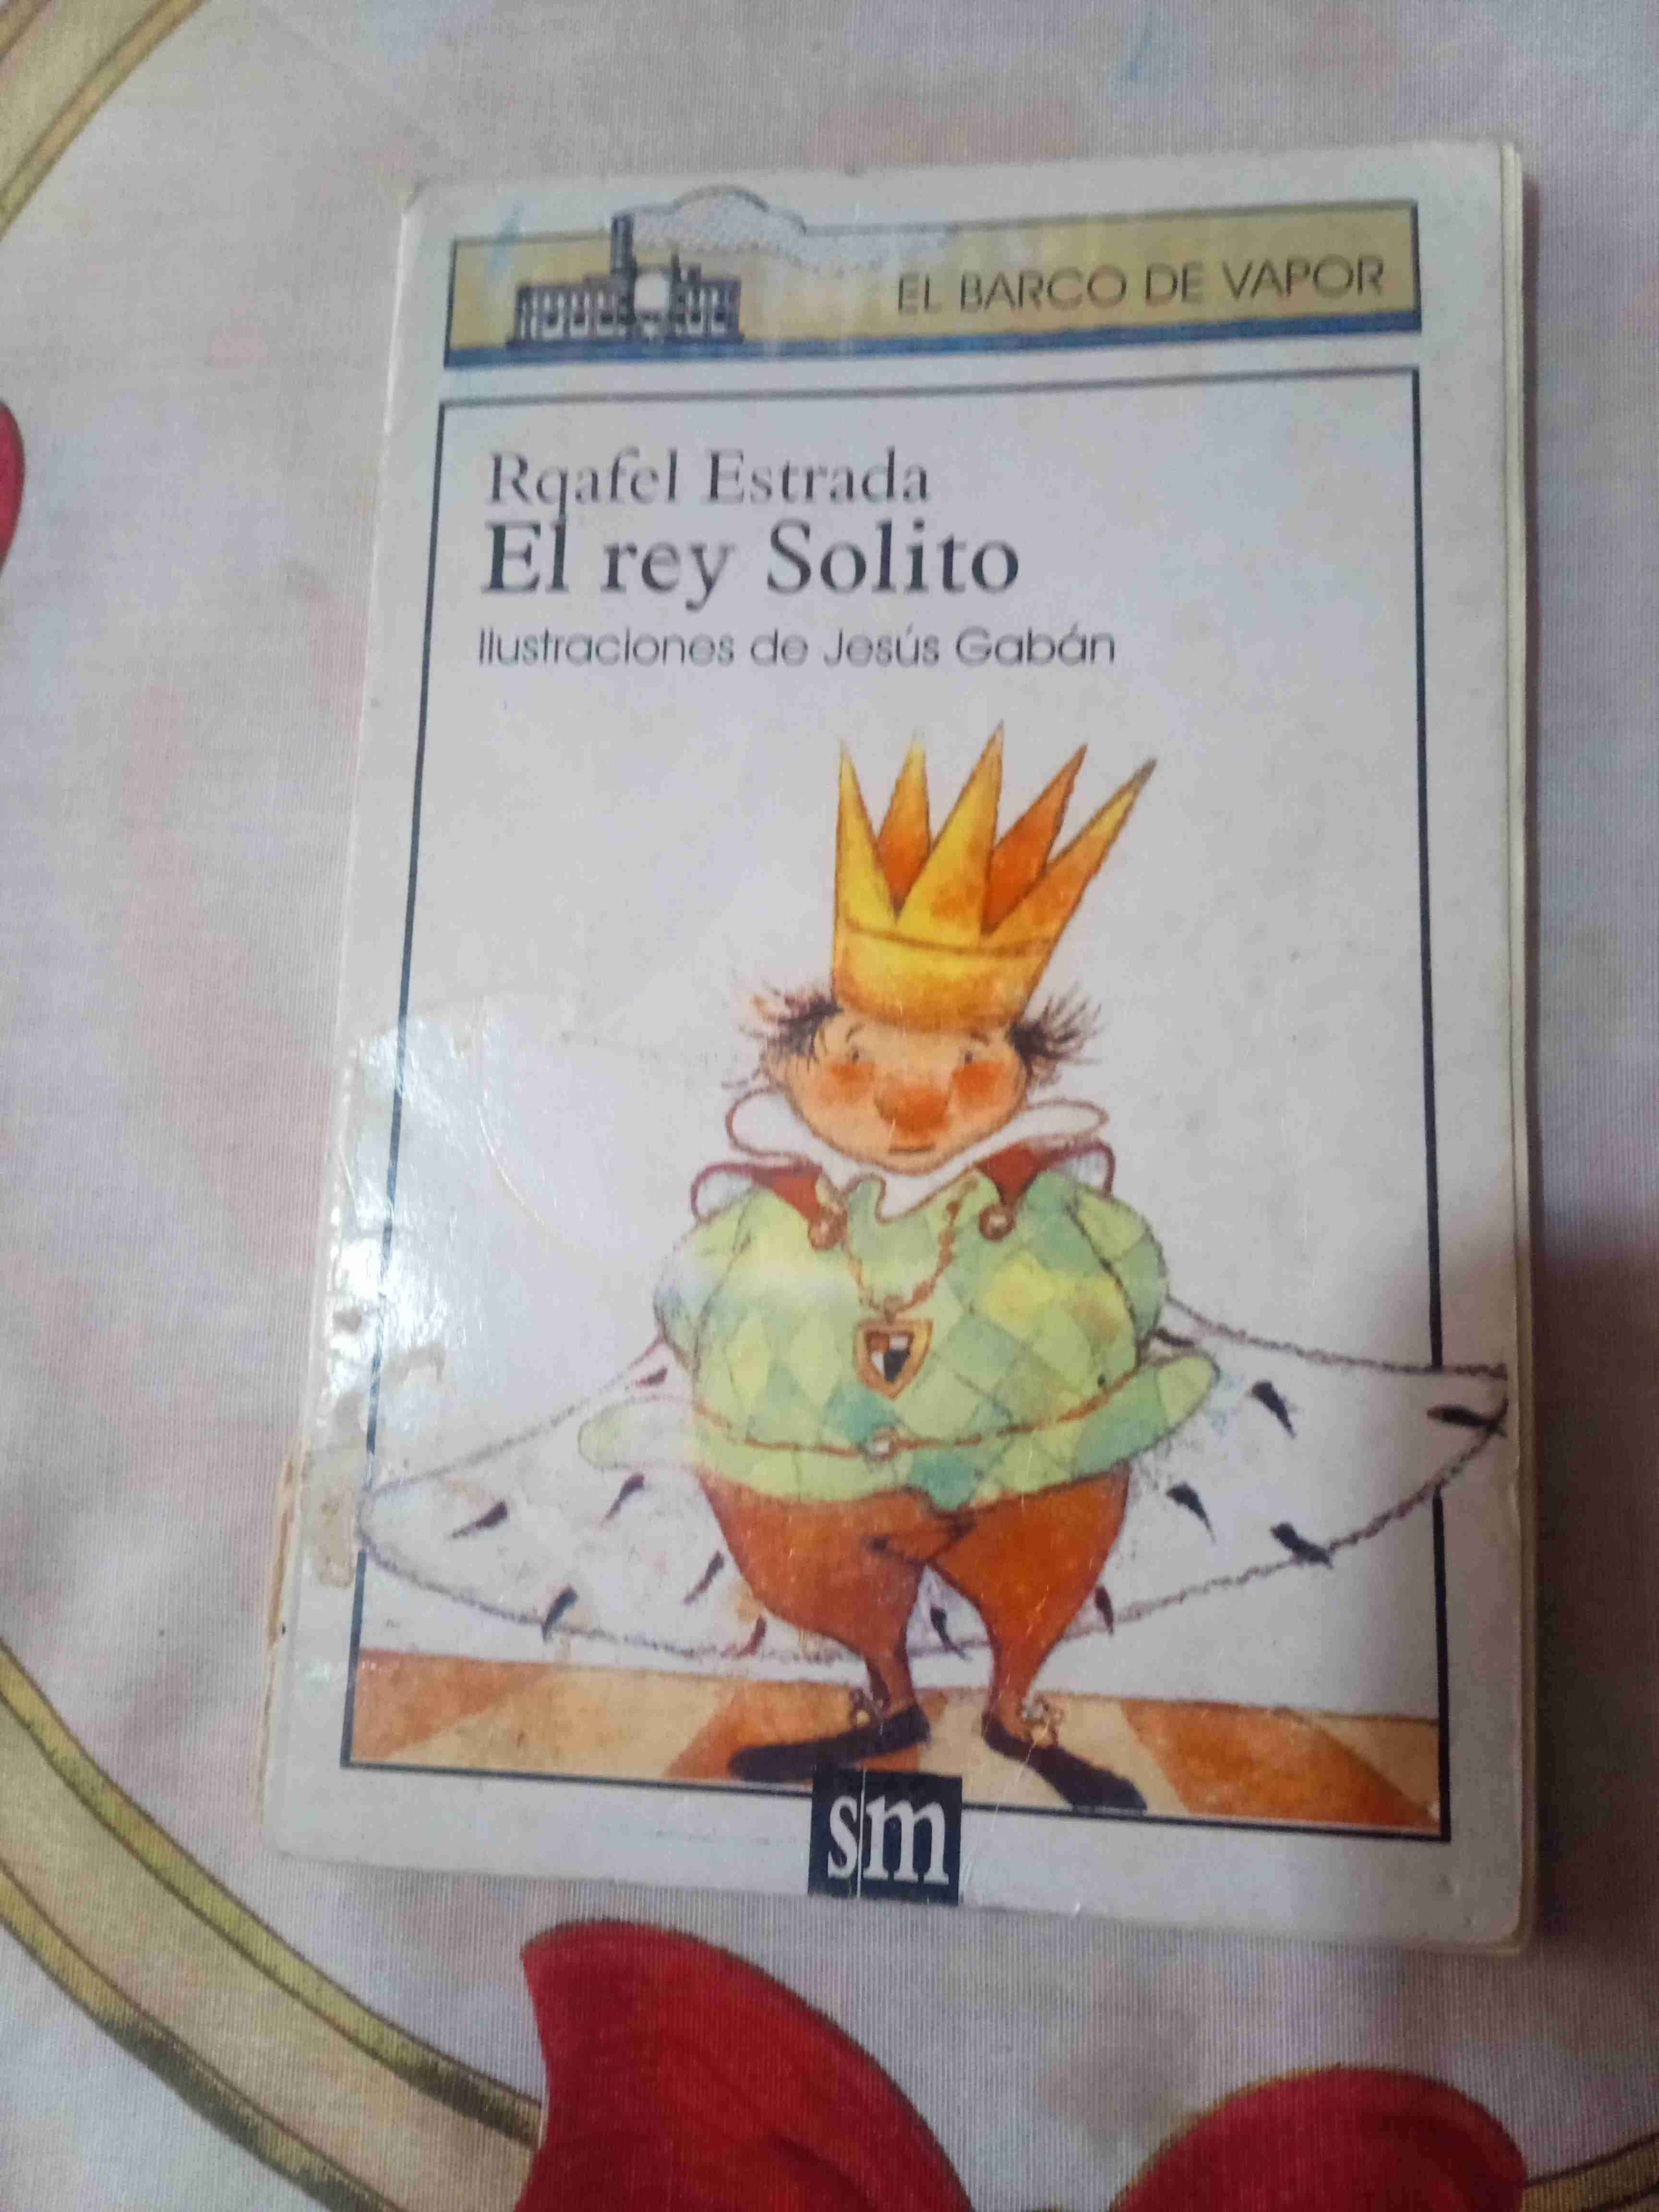 EL BARCO DE VAPOR
Rqafel Estrada
El rey Solito
Ilustraciones de Jesús Gabán
sm